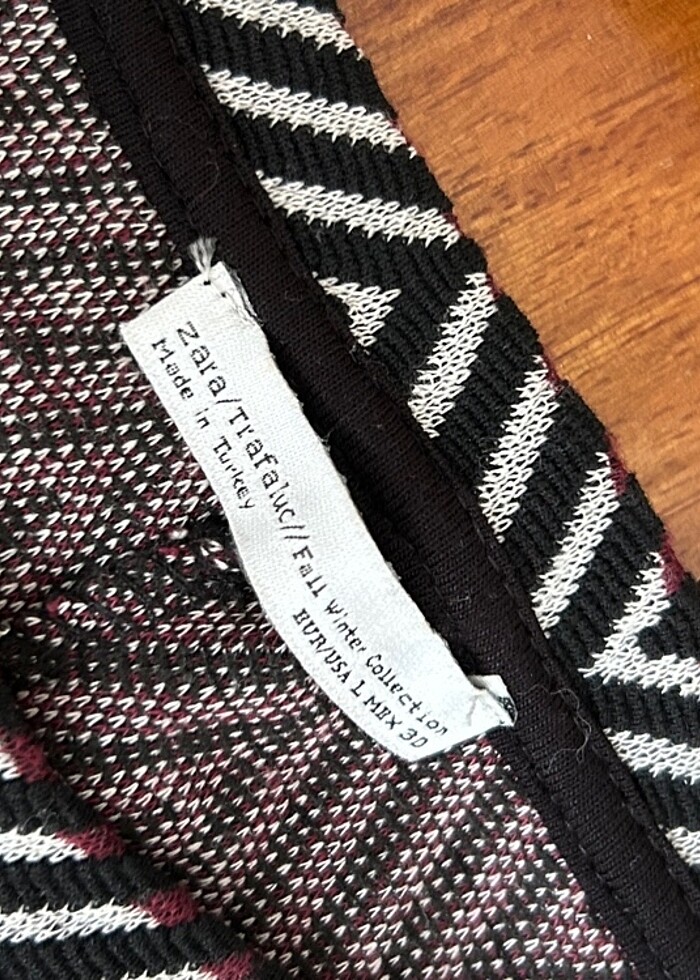 Zara/Trafaluc// Fall Winter Collection
Made in Turkey
EUR/USA L MEX 30